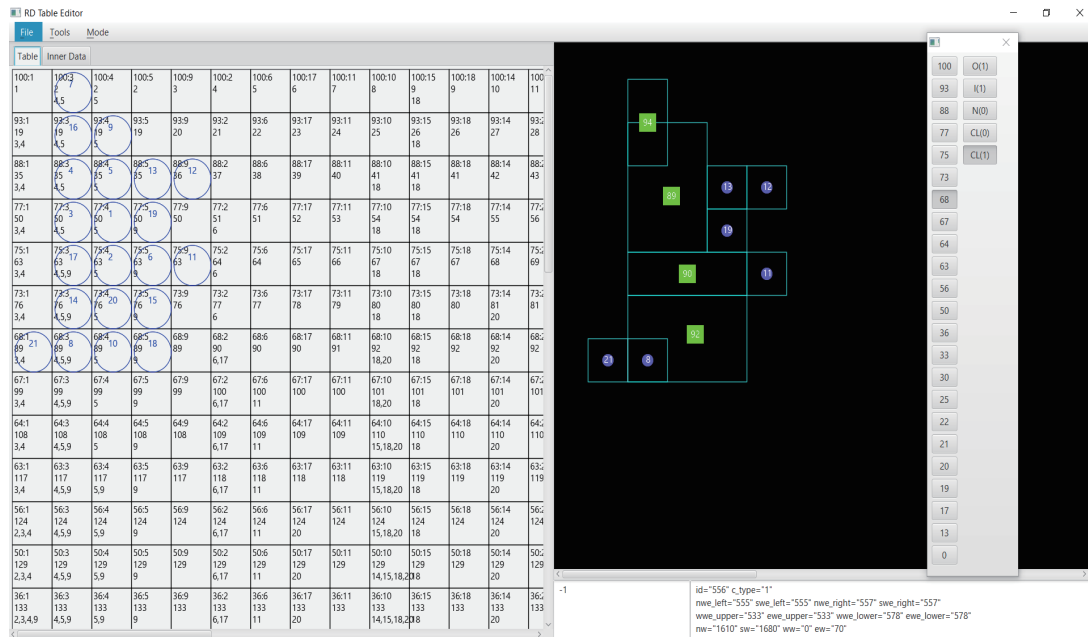 RD Table Editor
File Tools Mode
Table Inner Data
100:1 100:3 100:4 100:5 100:9 100:2 100:6 100:17 100:11 100:10 100:15 100:18 100:14 100
1 2 7 2 2 3 4 5 6 7 8 9 9 10 11
4,5 5 18
93:1 93:3 93:4 93:5 93:9 93:2 93:6 93:17 93:11 93:10 93:15 93:18 93:14 93:2
19 19 16 19 9 19 20 21 22 23 24 25 26 26 27 28
3,4 4,5 5 18
88:1 88:3 88:4 88:5 88:9 88:2 88:6 88:17 88:11 88:10 88:15 88:18 88:14 88:2
35 35 4 35 5 35 13 36 12 37 38 39 40 41 41 41 42 43
3,4 4,5 5 18 18
77:1 77:3 77:4 77:5 77:9 77:2 77:6 77:17 77:11 77:10 77:15 77:18 77:14 77:2
50 50 3 50 1 50 19 50 51 51 52 53 54 54 54 55 56
3,4 4,5 5 9 6 18 18
75:1 75:3 75:4 75:5 75:9 75:2 75:6 75:17 75:11 75:10 75:15 75:18 75:14 75:2
63 63 17 63 2 63 6 63 11 64 64 65 66 67 67 67 68 69
3,4 4,5,9 5 9 6 18 18
73:1 73:3 73:4 73:5 73:9 73:2 73:6 73:17 73:11 73:10 73:15 73:18 73:14 73:2
76 76 14 76 20 76 15 76 77 77 78 79 80 80 80 81 81
3,4 4,5,9 5 9 6 18 18 20
68:1 68:3 68:4 68:5 68:9 68:2 68:6 68:17 68:11 68:10 68:15 68:18 68:14 68:2
89 21 89 8 89 10 89 18 89 90 90 90 91 92 92 92 92 92
3,4 4,5,9 5 9 6,17 18,20 18 20
67:1 67:3 67:4 67:5 67:9 67:2 67:6 67:17 67:11 67:10 67:15 67:18 67:14 67:2
99 99 99 99 99 100 100 100 100 101 101 101 101 101
3,4 4,5,9 5 9 6,17 11 18,20 18 20
64:1 64:3 64:4 64:5 64:9 64:2 64:6 64:17 64:11 64:10 64:15 64:18 64:14 64:2
108 108 108 108 108 109 109 109 109 110 110 110 110 110
3,4 4,5,9 5 9 6,17 11 15,18,20 18 20
63:1 63:3 63:4 63:5 63:9 63:2 63:6 63:17 63:11 63:10 63:15 63:18 63:14 63:2
117 117 117 117 117 118 118 118 118 119 119 119 119 119
3,4 4,5,9 5,9 9 6,17 11 15,18,20 18 20
56:1 56:3 56:4 56:5 56:9 56:2 56:6 56:17 56:11 56:10 56:15 56:18 56:14 56:2
124 124 124 124 124 124 124 124 124 124 124 124 124 124
2,3,4 4,5,9 5,9 9 6,17 11 20 15,18,20 18 20
50:1 50:3 50:4 50:5 50:9 50:2 50:6 50:17 50:11 50:10 50:15 50:18 50:14 50:2
129 129 129 129 129 129 129 129 129 129 129 129 129 129
2,3,4 4,5,9 5,9 9 6,17 11 20 14,15,18,20 18 20
36:1 36:3 36:4 36:5 36:9 36:2 36:6 36:17 36:11 36:10 36:15 36:18 36:14 36:2
133 133 133 133 133 133 133 133 133 133 133 133 133 133
2,3,4,9 4,5,9 5,9 9 6,17 11 20 14,15,18,20 18 20
94
89
13 12
19
90 11
92
21 8
100 O(1)
93 I(1)
88 N(0)
77 CL(0)
75 CL(1)
73
68
67
64
63
56
50
36
33
30
25
22
21
20
19
17
13
0
-1
id="556" c_type="1"
nwe_left="555" swe_left="555" nwe_right="557" swe_right="557"
wwe_upper="533" ewe_upper="533" wwe_lower="578" ewe_lower="578"
nw="1610" sw="1680" ww="0" ew="70"